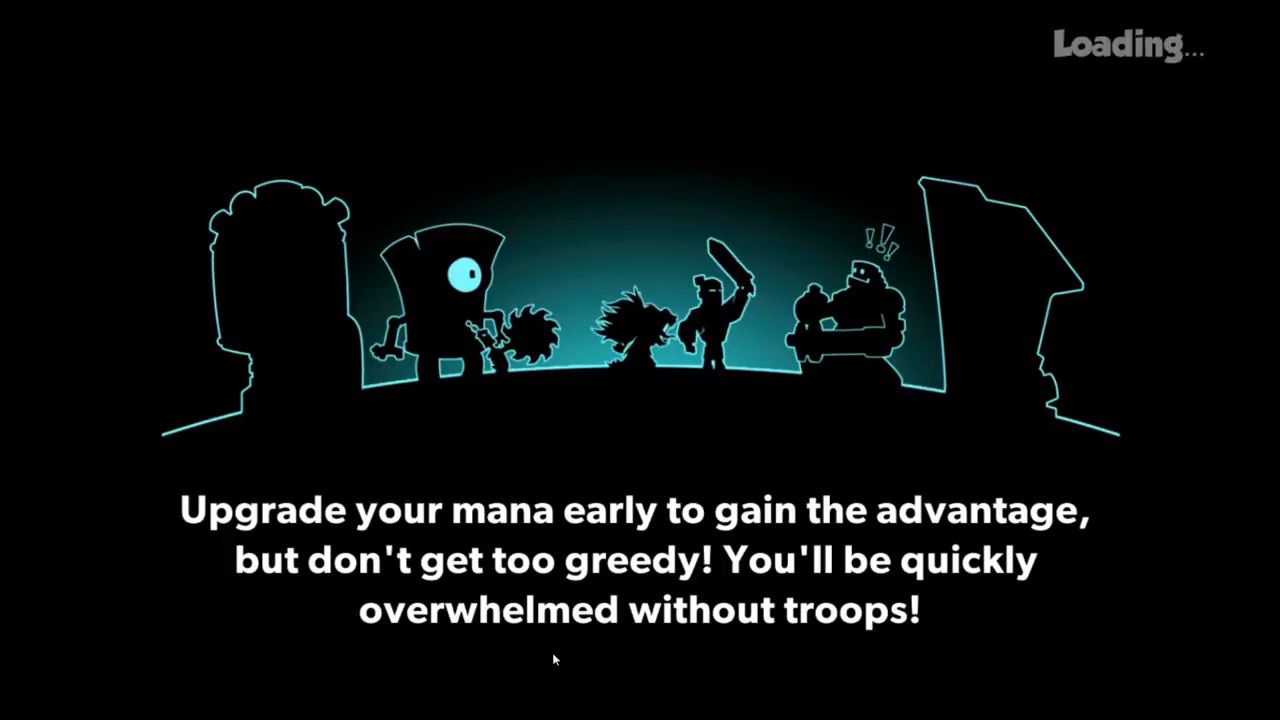 Loading...
Upgrade your mana early to gain the advantage,
but don't get too greedy! You'll be quickly
overwhelmed without troops!